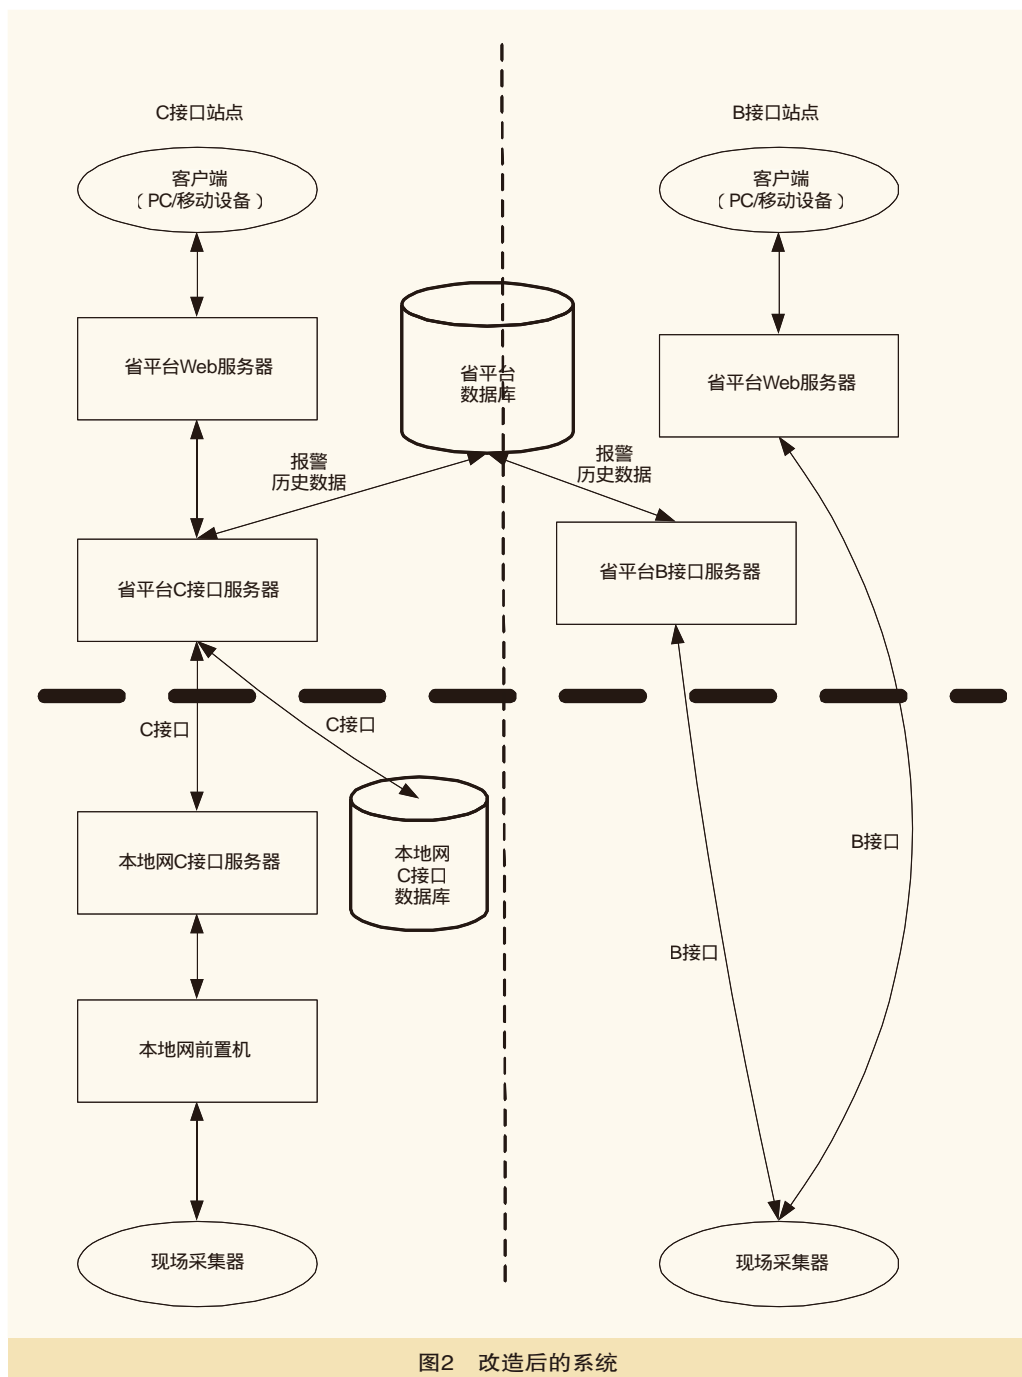 C接口站点
B接口站点
客户端
（PC/移动设备）
客户端
（PC/移动设备）
省平台Web服务器
省平台
数据库
省平台Web服务器
报警
历史数据
报警
历史数据
省平台C接口服务器
省平台B接口服务器
C接口
C接口
本地网C接口服务器
本地网
C接口
数据库
B接口
B接口
本地网前置机
现场采集器
现场采集器
图2　改造后的系统